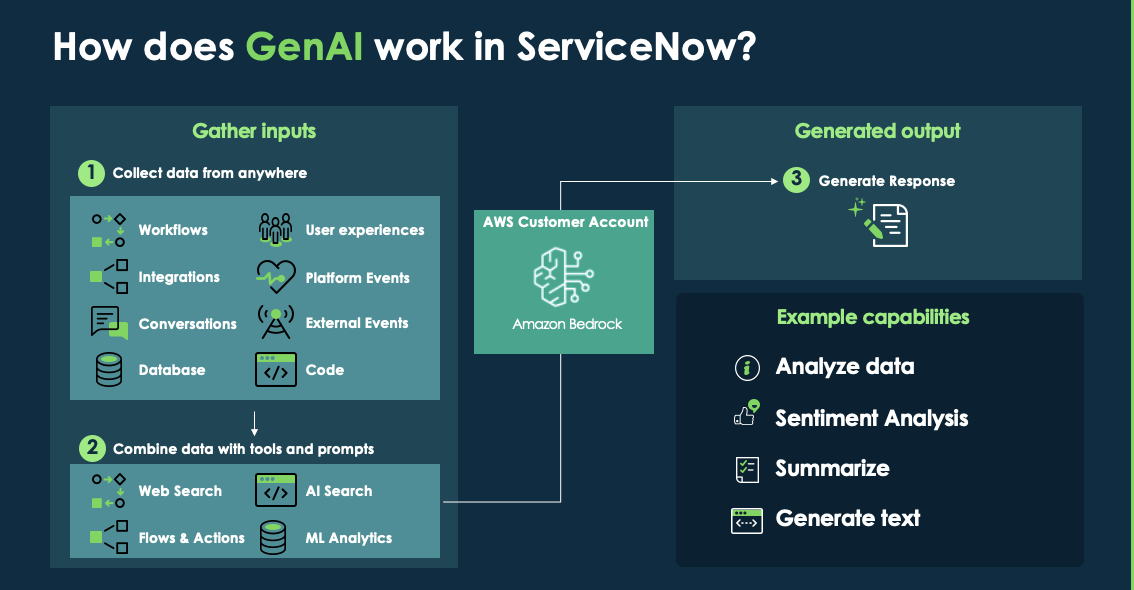 How does GenAI work in ServiceNow?
Gather inputs
1 Collect data from anywhere
Workflows
User experiences
Integrations
Platform Events
Conversations
External Events
Database
Code
2 Combine data with tools and prompts
Web Search
AI Search
Flows & Actions
ML Analytics
AWS Customer Account
Amazon Bedrock
Generated output
3 Generate Response
Example capabilities
Analyze data
Sentiment Analysis
Summarize
Generate text